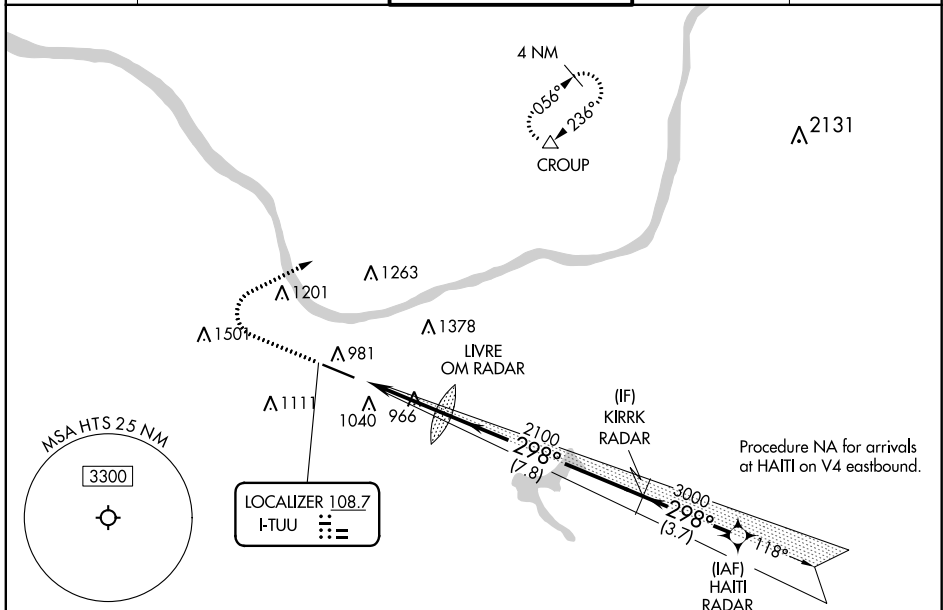 4 NM
056°
236°
CROUP
2131
1263
1201
1378
1501
981
LIVRE
OM RADAR
1111
1040
966
(IF)
KIRRK
RADAR
2100
298°
(7.8)
Procedure NA for arrivals
at HAITI on V4 eastbound.
3000
298°
(3.7)
118°
(IAF)
HAITI
RADAR
MSA HTS 25 NM
3300
LOCALIZER 108.7
I-TUU